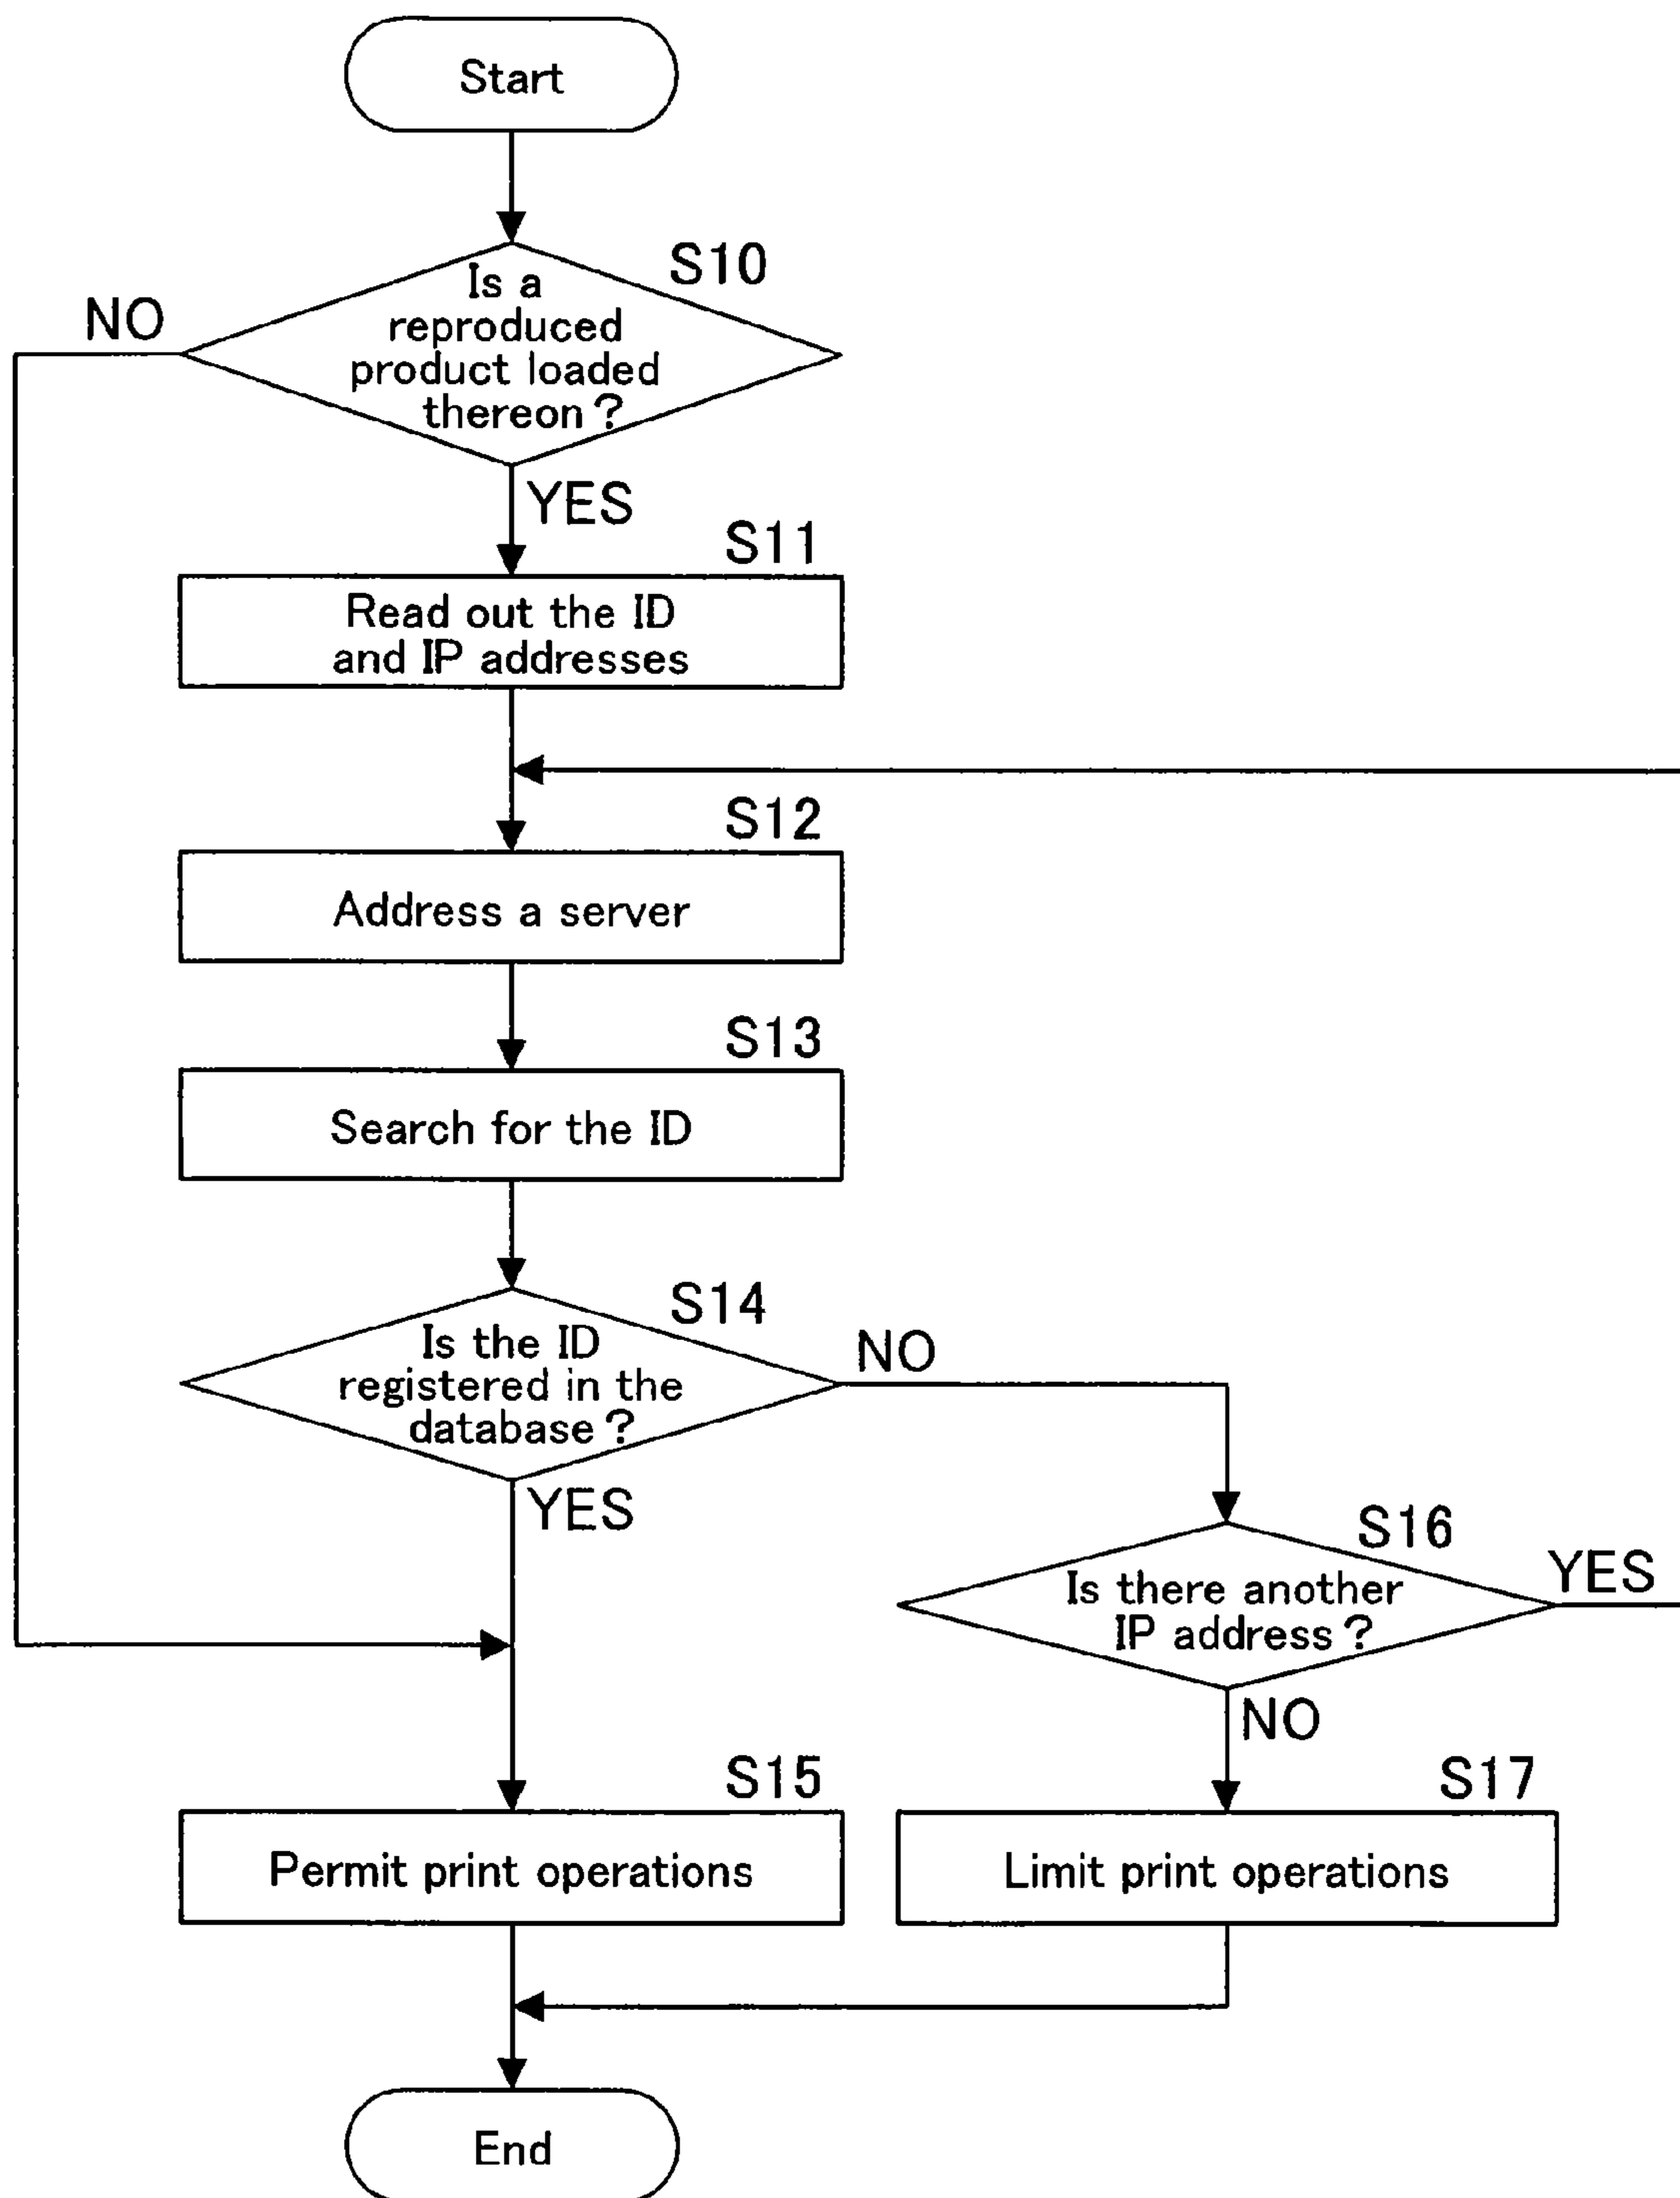 Start
S10
Is a
reproduced
product loaded
thereon?
NO
YES
S11
Read out the ID
and IP addresses
S12
Address a server
S13
Search for the ID
S14
Is the ID
registered in the
database?
NO
YES
S16
Is there another
IP address?
YES
NO
S15
Permit print operations
S17
Limit print operations
End